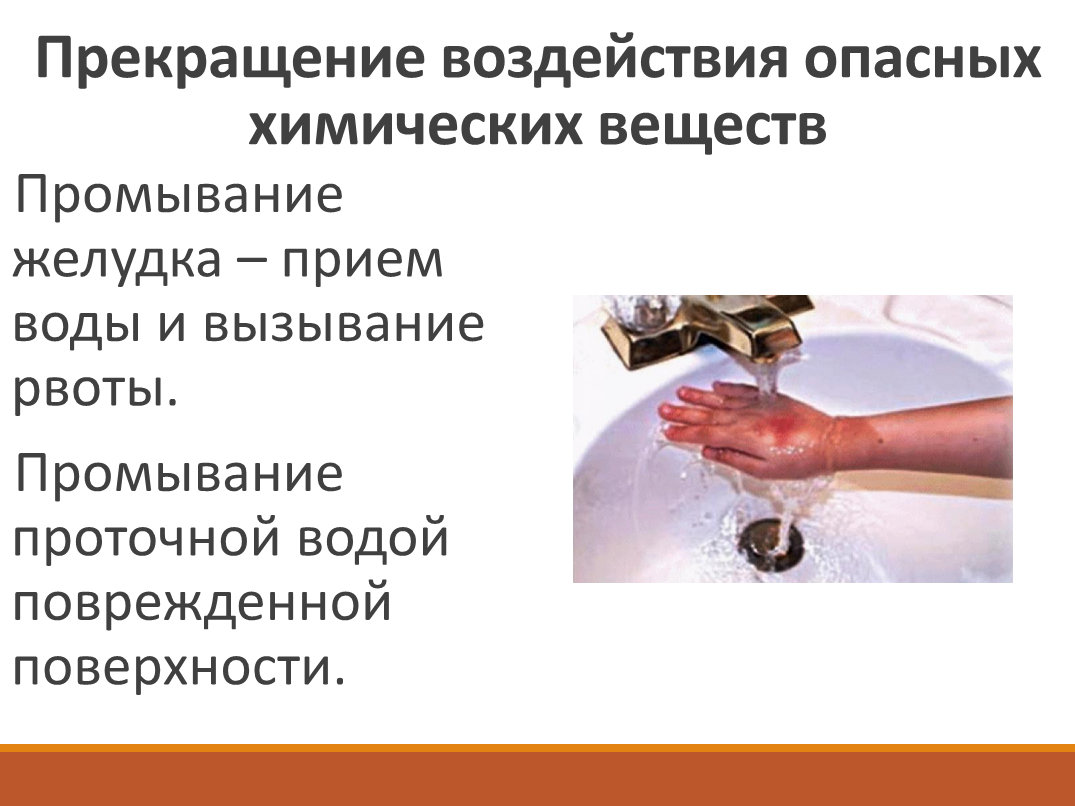 Прекращение воздействия опасных
химических веществ
Промывание
желудка – прием
воды и вызывание
рвоты.
Промывание
проточной водой
поврежденной
поверхности.